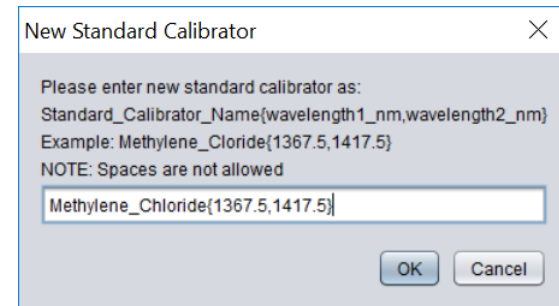 New Standard Calibrator
Please enter new standard calibrator as:
Standard_Calibrator_Name{wavelength1_nm,wavelength2_nm}
Example: Methylene_Cloride{1367.5,1417.5}
NOTE: Spaces are not allowed
Methylene_Chloride{1367.5,1417.5}
OK Cancel